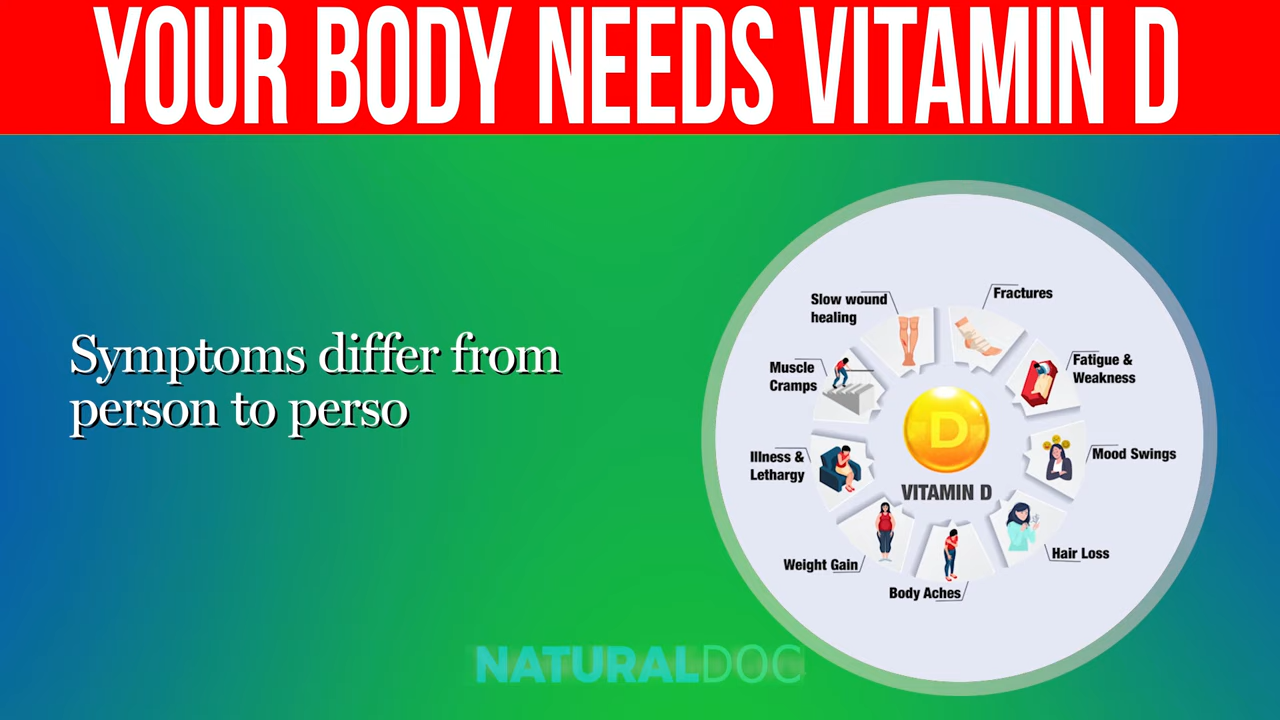 YOUR BODY NEEDS VITAMIN D
Symptoms differ from
person to perso
Slow wound
healing
Fractures
Muscle
Cramps
Fatigue &
Weakness
D
Illness &
Lethargy
Mood Swings
VITAMIN D
Weight Gain
Hair Loss
Body Aches
NATURALDOC